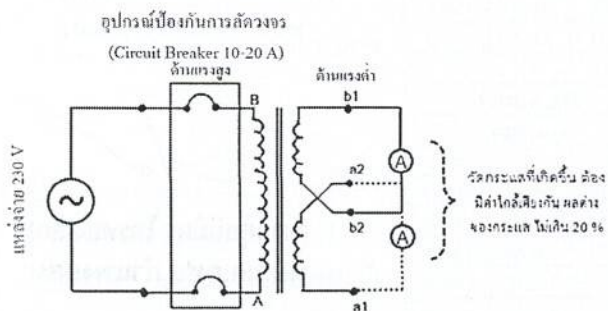 อุปกรณ์ป้องกันการลัดวงจร
(Circuit Breaker 10-20 A)
ด้านแรงสูง
ด้านแรงต่ำ
แหล่งจ่าย 230 V
B
A
b1
a2
b2
a1
A
A
วัดกระแสที่เกิดขึ้น ต้อง
มีค่าใกล้เคียงกัน ผลต่าง
ของกระแส ไม่เกิน 20 %